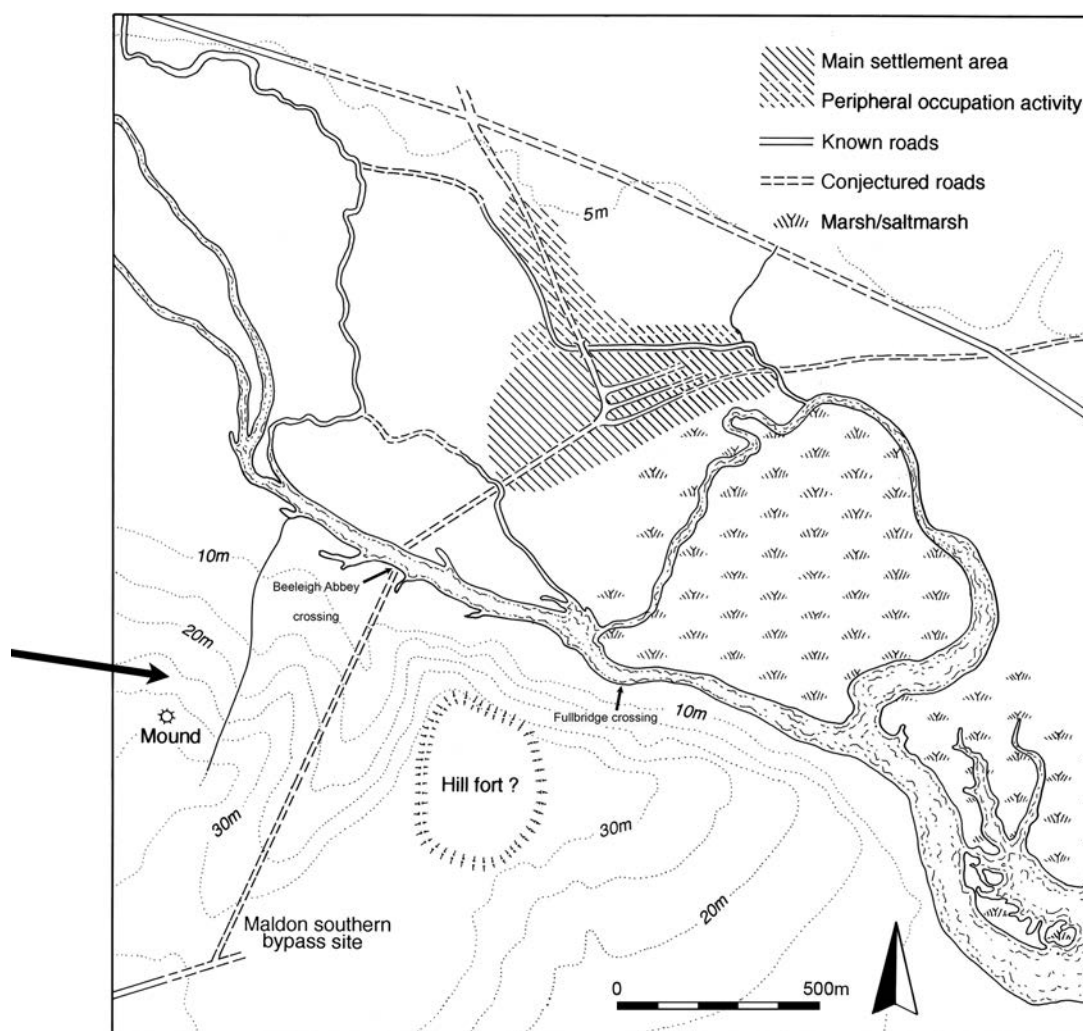 Main settlement area
Peripheral occupation activity
Known roads
Conjectured roads
Marsh/saltmarsh
5m
10m
Beeleigh Abbey
crossing
20m
Mound
Fullbridge crossing
10m
Hill fort ?
30m
30m
20m
Maldon southern
bypass site
0
500m